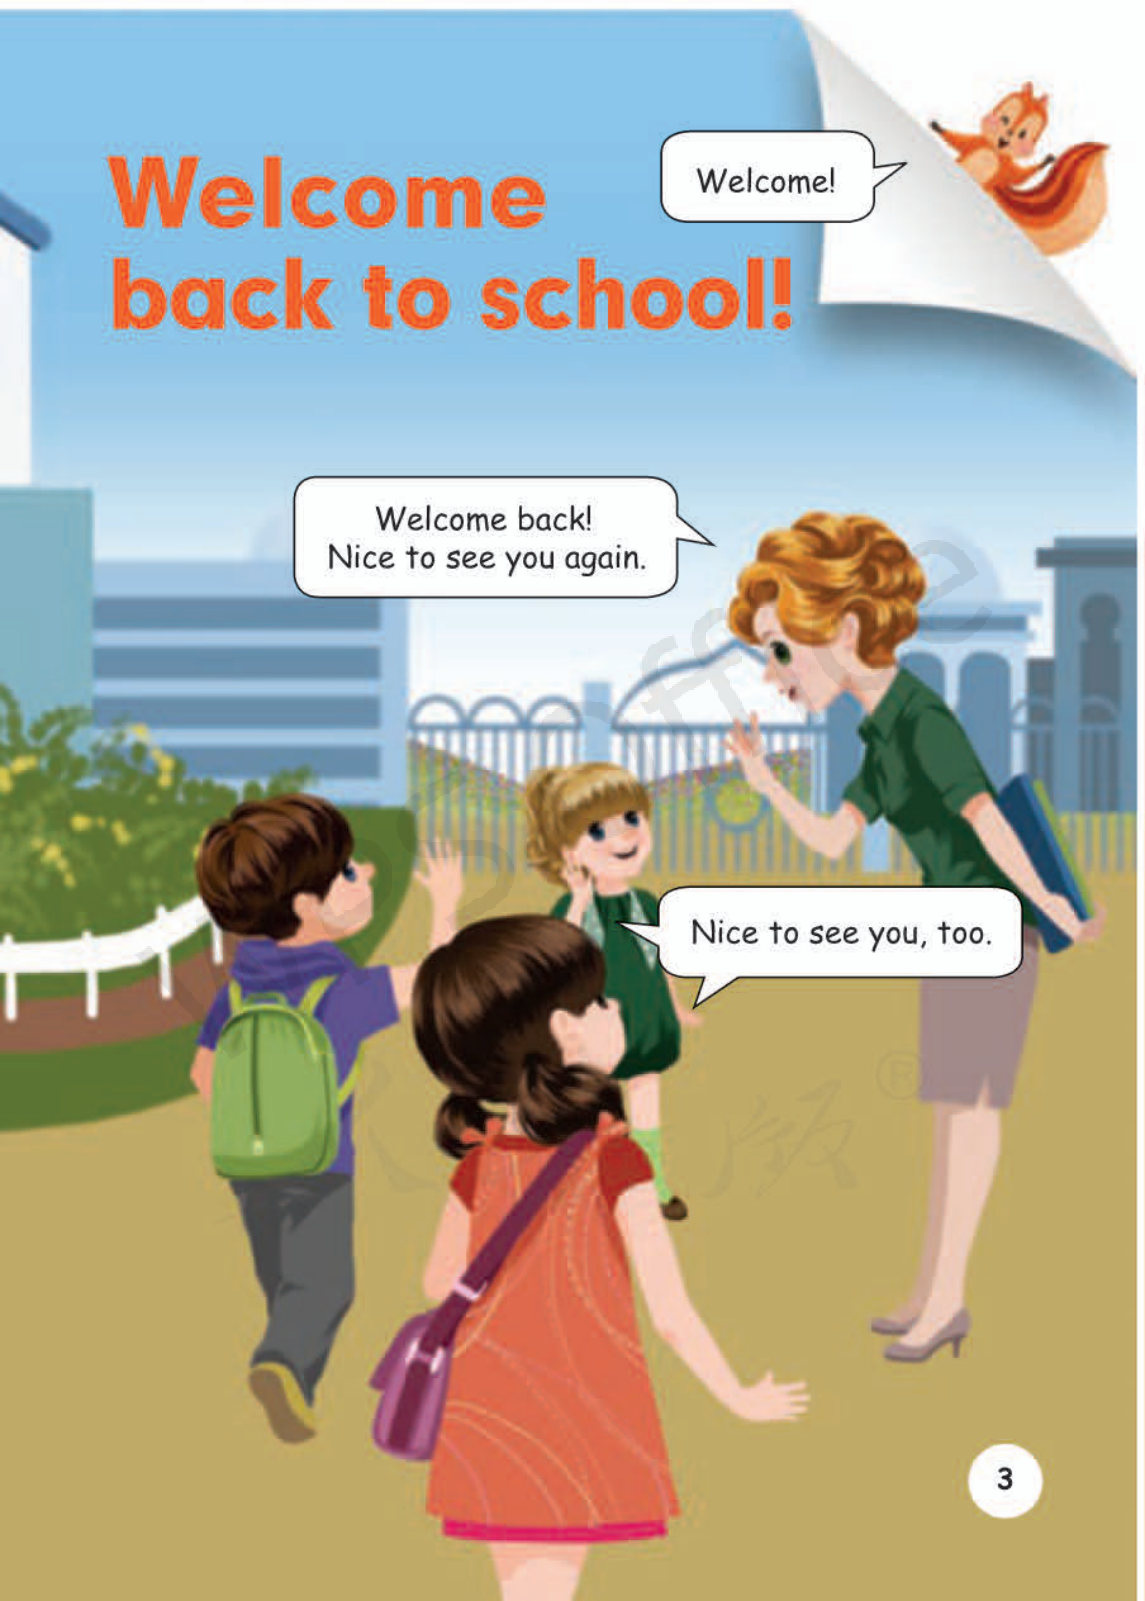 Welcome
back to school!
Welcome!
Welcome back!
Nice to see you again.
Nice to see you, too.
3